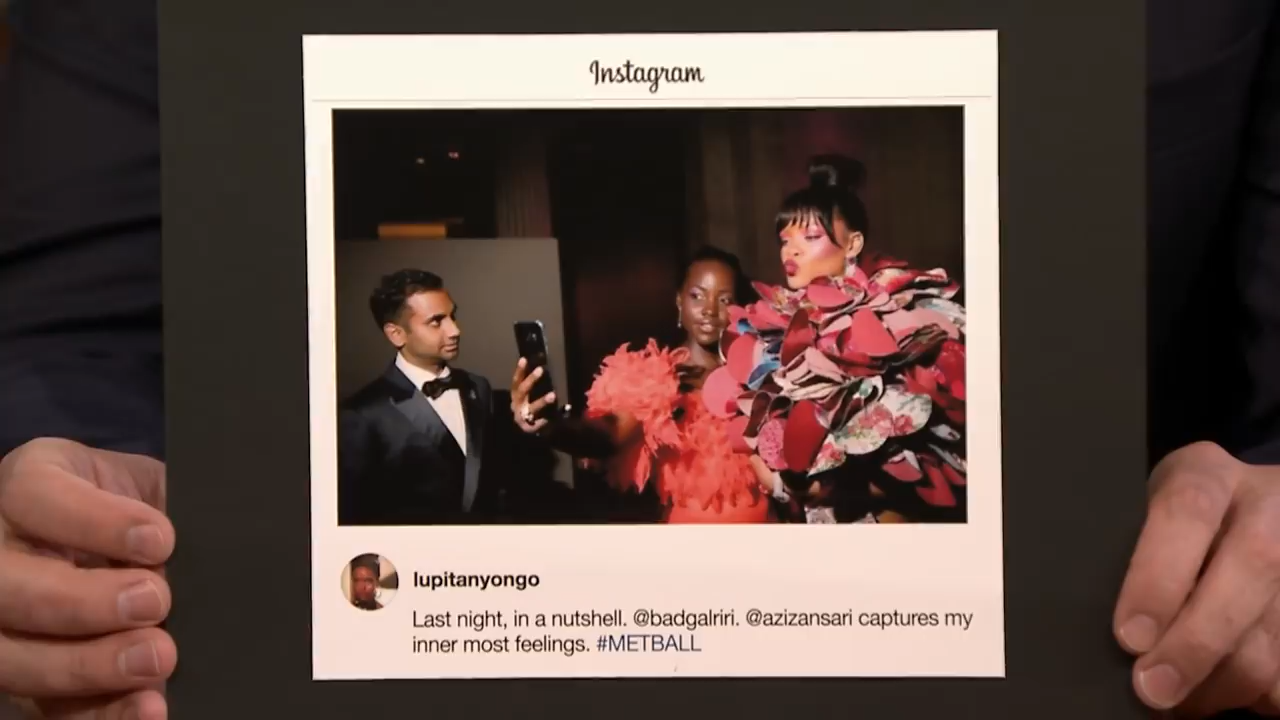 Instagram
lupitanyongo
Last night, in a nutshell. @badgalriri. @azizansari captures my
inner most feelings. #METBALL